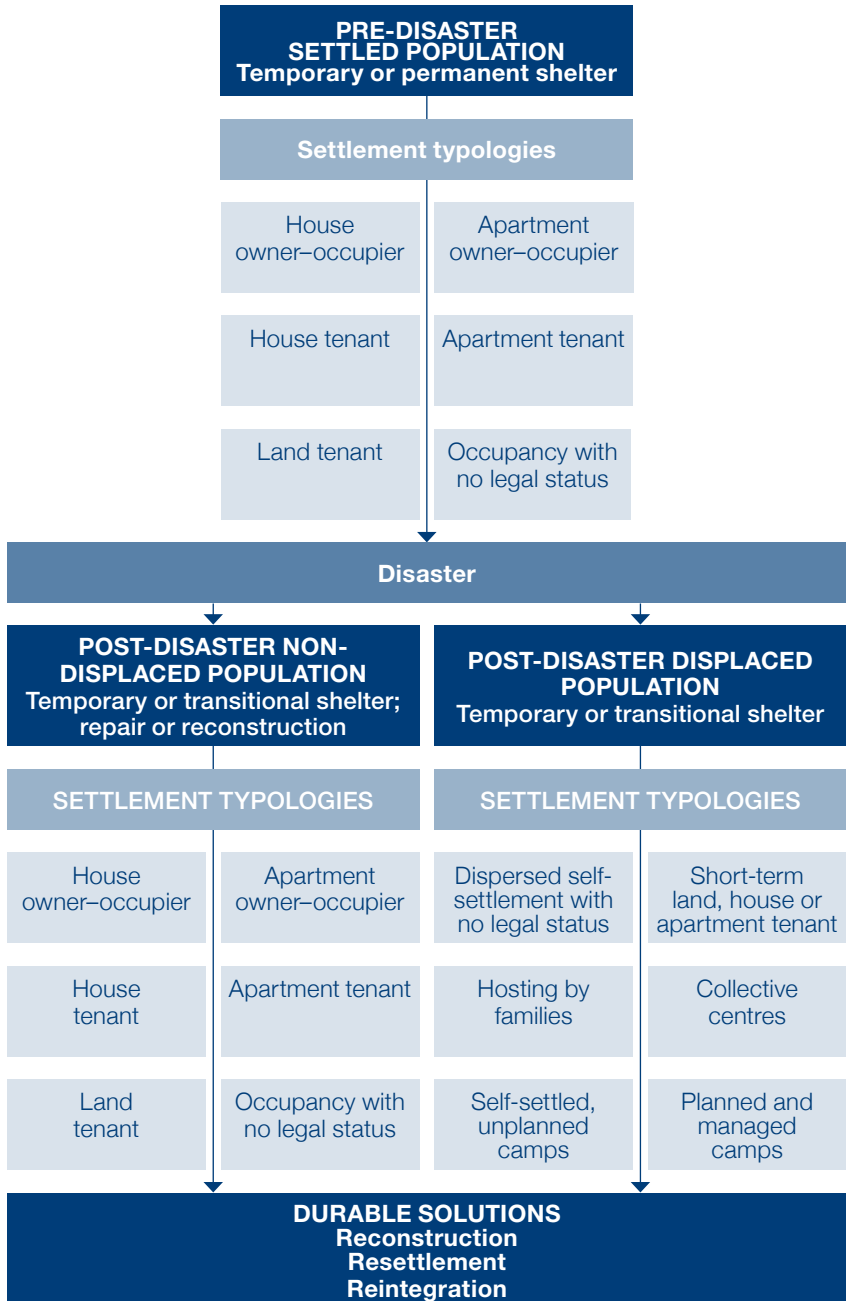 PRE-DISASTER
SETTLED POPULATION
Temporary or permanent shelter
Settlement typologies
House
owner–occupier
Apartment
owner–occupier
House tenant
Apartment tenant
Land tenant
Occupancy with
no legal status
Disaster
POST-DISASTER NON-
DISPLACED POPULATION
Temporary or transitional shelter;
repair or reconstruction
POST-DISASTER DISPLACED
POPULATION
Temporary or transitional shelter
SETTLEMENT TYPOLOGIES
House
owner–occupier
Apartment
owner–occupier
House
tenant
Apartment tenant
Land
tenant
Occupancy with
no legal status
SETTLEMENT TYPOLOGIES
Dispersed self-
settlement with
no legal status
Short-term
land, house or
apartment tenant
Hosting by
families
Collective
centres
Self-settled,
unplanned
camps
Planned and
managed
camps
DURABLE SOLUTIONS
Reconstruction
Resettlement
Reintegration